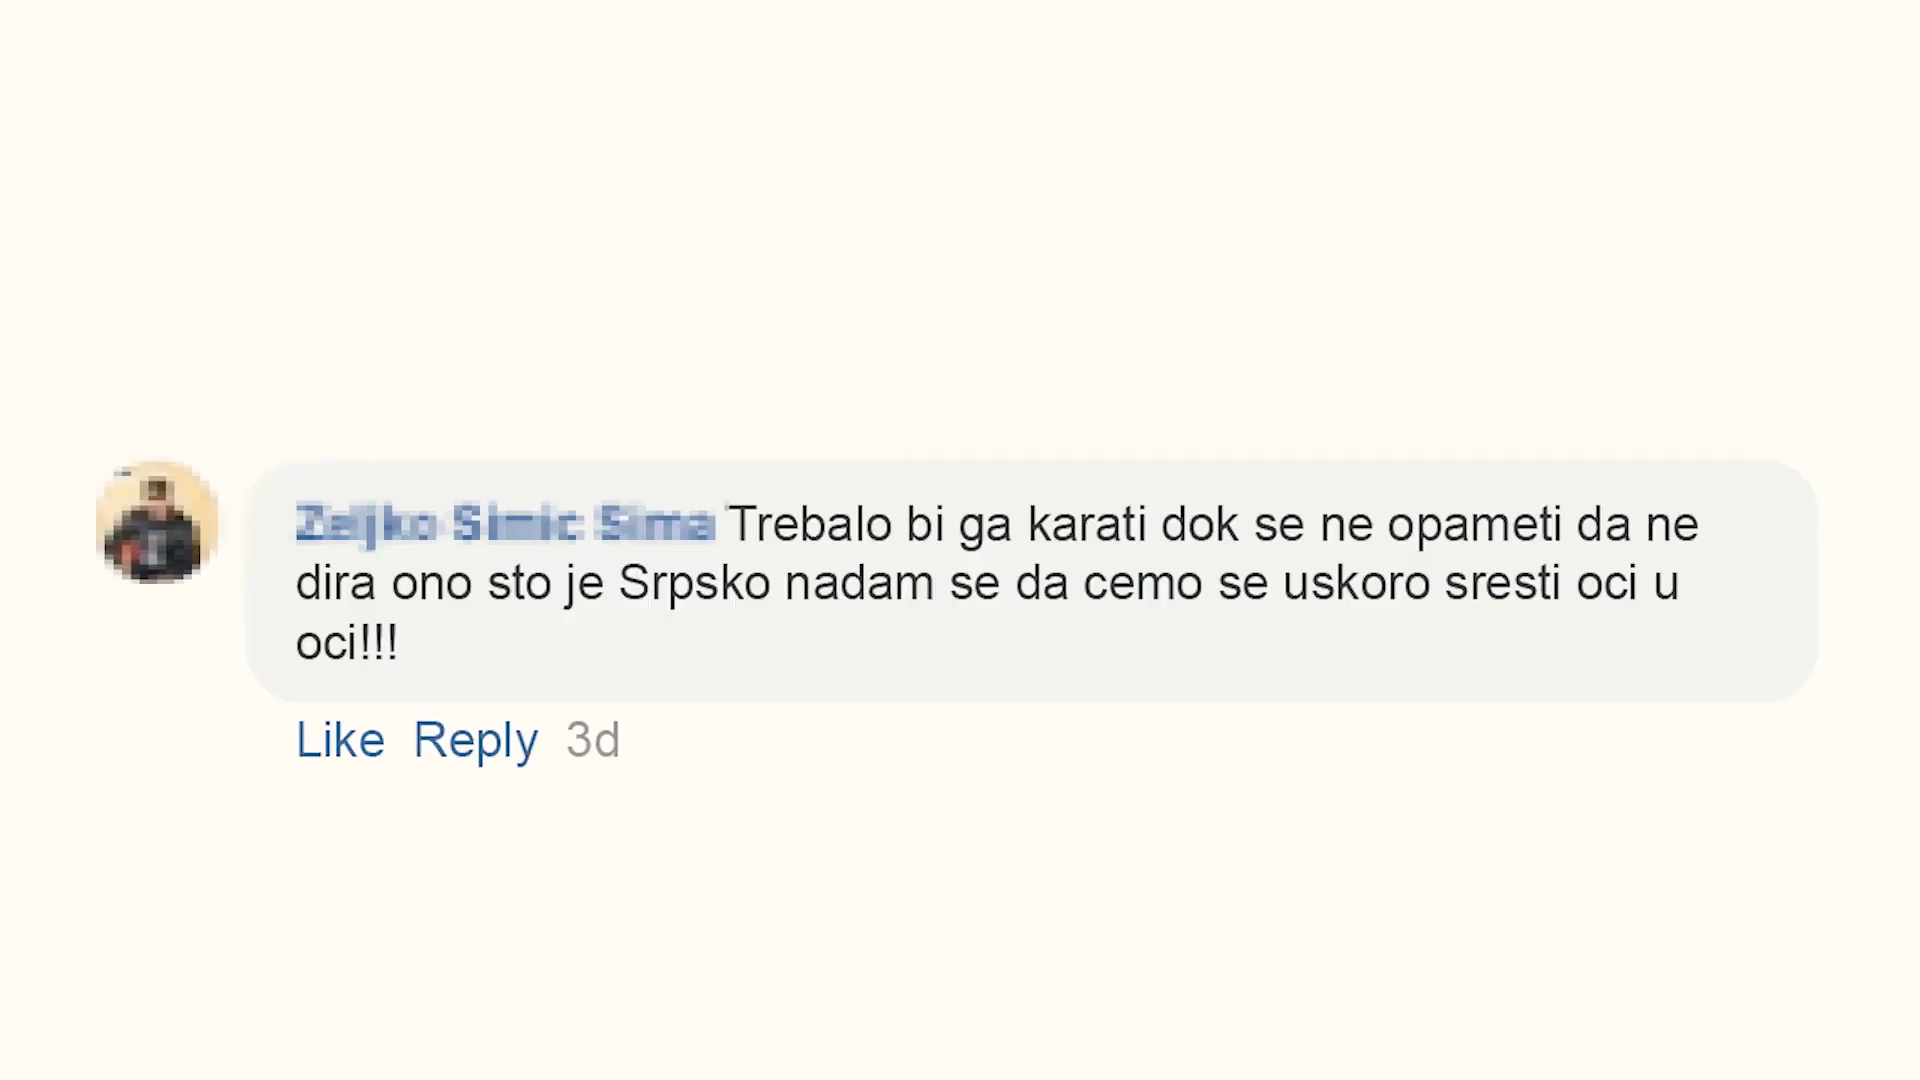 Trebalo bi ga karati dok se ne opameti da ne
dira ono sto je Srpsko nadam se da cemo se uskoro sresti oci u
oci!!!
Like Reply 3d